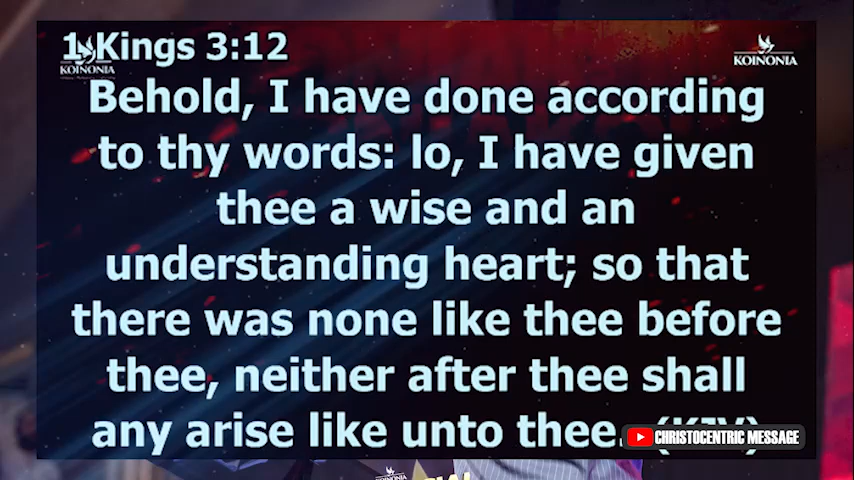 1 Kings 3:12
KOINONIA
KOINONIA
Behold, I have done according
to thy words: lo, I have given
thee a wise and an
understanding heart; so that
there was none like thee before
thee, neither after thee shall
any arise like unto thee. (KJV)
CHRISTOCENTRIC MESSAGE
KOINONIA